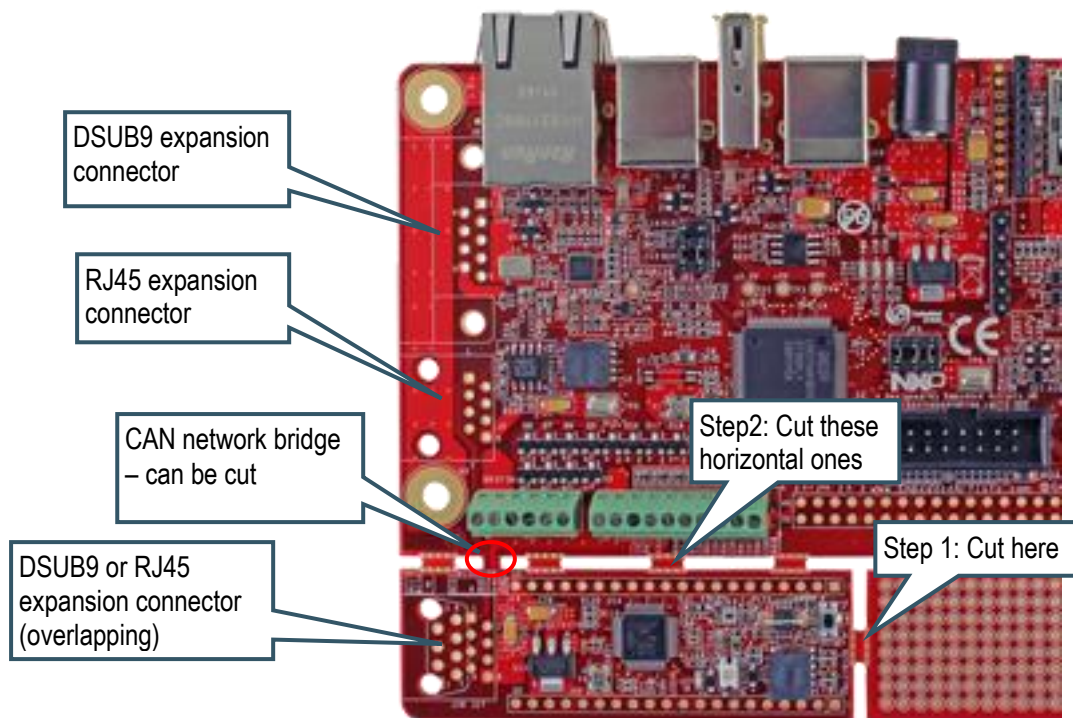 DSUB9 expansion
connector
RJ45 expansion
connector
CAN network bridge
– can be cut
DSUB9 or RJ45
expansion connector
(overlapping)
Step2: Cut these
horizontal ones
Step 1: Cut here
CE
NXP